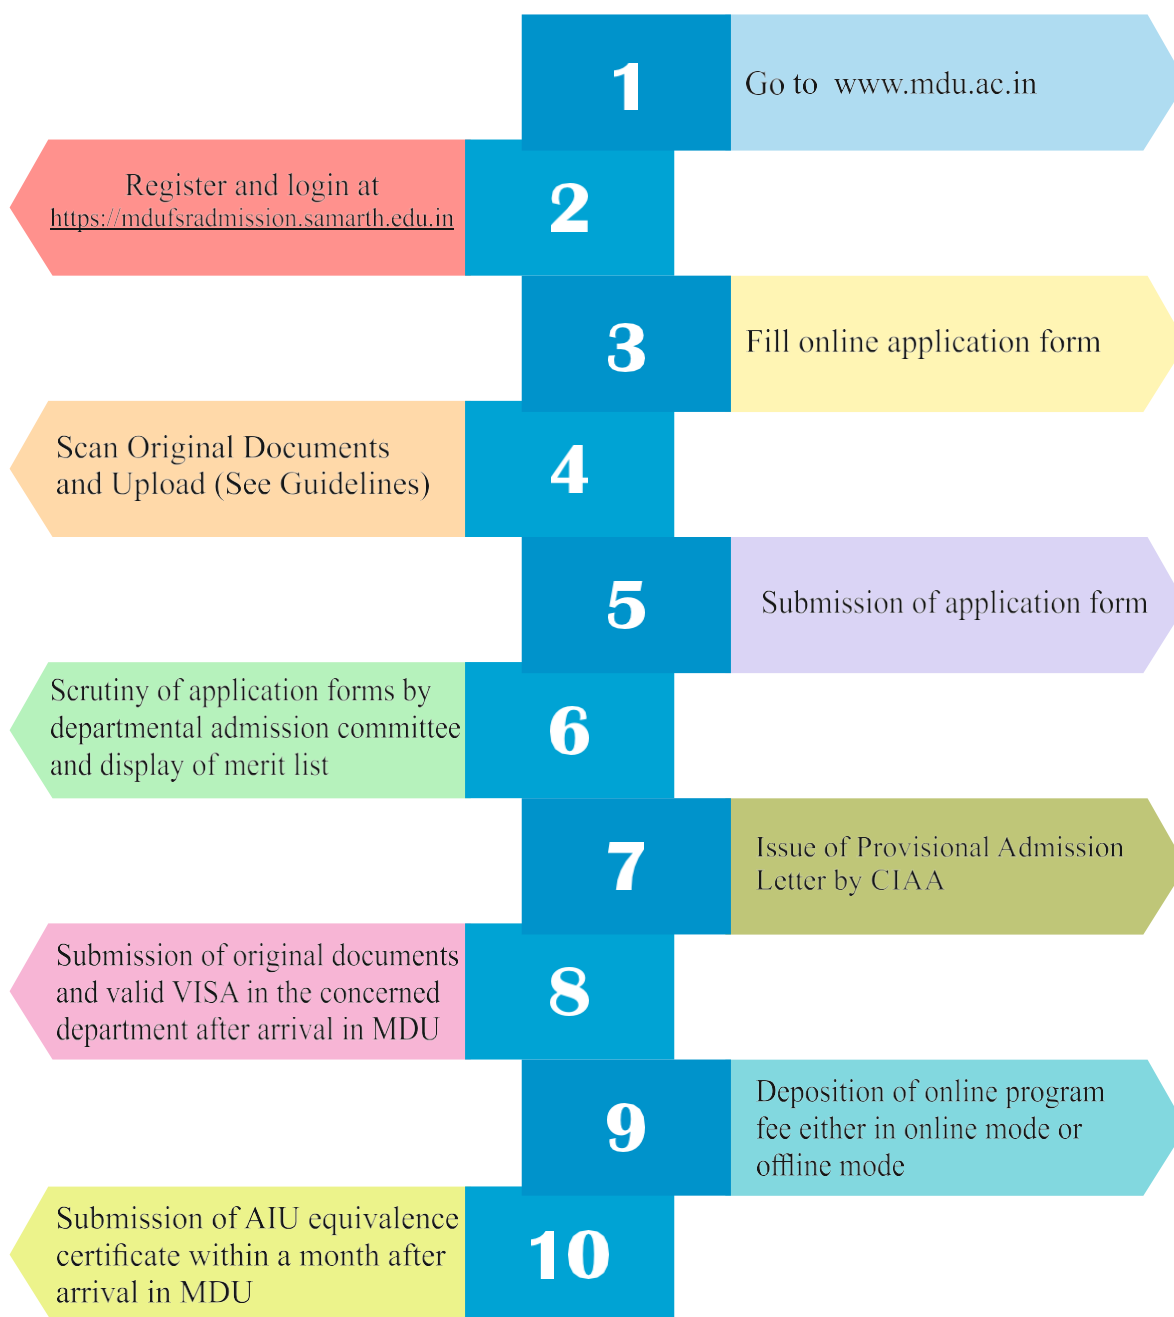 1
Go to www.mdu.ac.in
2
Register and login at
https://mdufsradmission.samarth.edu.in
3
Fill online application form
4
Scan Original Documents
and Upload (See Guidelines)
5
Submission of application form
6
Scrutiny of application forms by
departmental admission committee
and display of merit list
7
Issue of Provisional Admission
Letter by CIAA
8
Submission of original documents
and valid VISA in the concerned
department after arrival in MDU
9
Deposition of online program
fee either in online mode or
offline mode
10
Submission of AIU equivalence
certificate within a month after
arrival in MDU